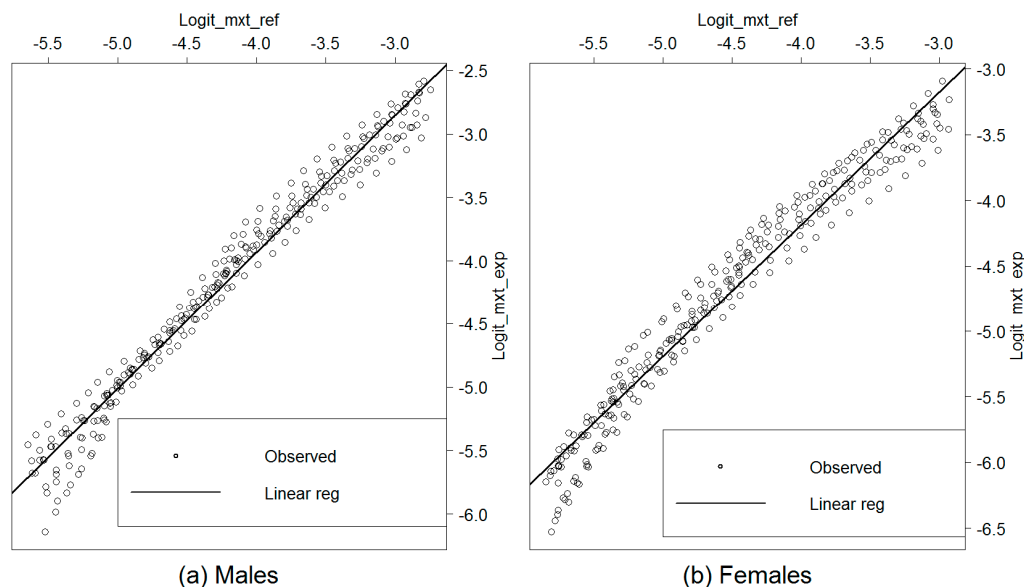 Logit_mxt_ref
-5.5 -5.0 -4.5 -4.0 -3.5 -3.0
-2.5
-3.0
-3.5
-4.0
-4.5
-5.0
-5.5
-6.0
Logit_mxt_exp
Observed
Linear reg
(a) Males
Logit_mxt_ref
-5.5 -5.0 -4.5 -4.0 -3.5 -3.0
-3.0
-3.5
-4.0
-4.5
-5.0
-5.5
-6.0
-6.5
Logit_mxt_exp
Observed
Linear reg
(b) Females